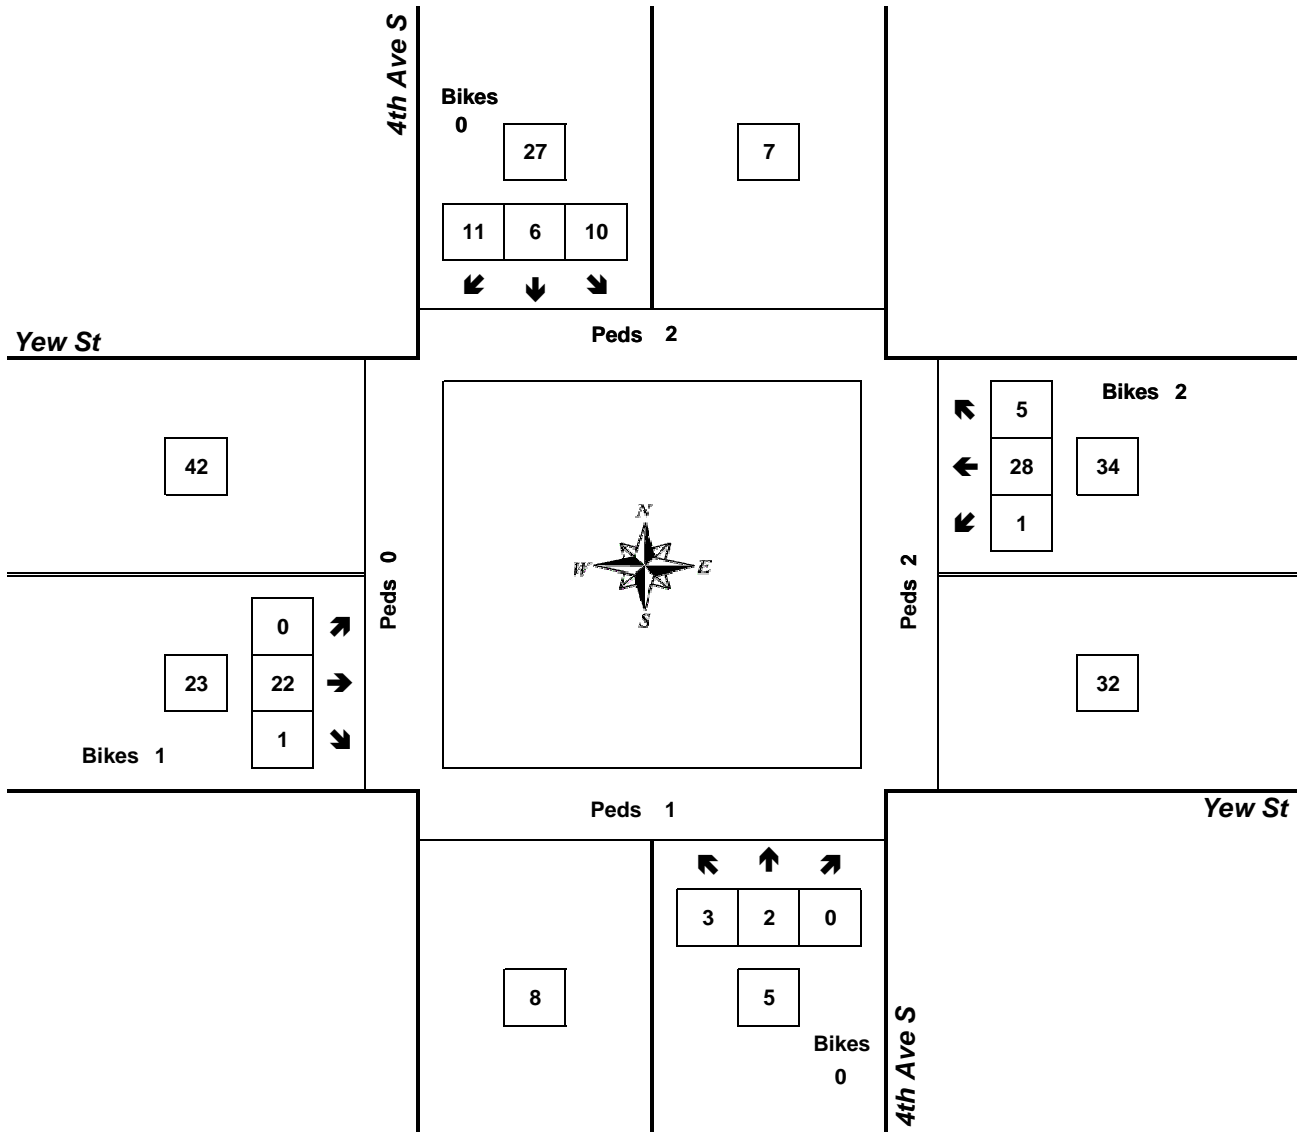 4th Ave S
Bikes
0
27
7
11 6 10
Peds 2
Yew St
5
Bikes 2
42
28
34
1
N
W E
S
Peds 0
Peds 2
0
23
22
32
1
Bikes 1
Peds 1
Yew St
3 2 0
8
5
Bikes
0
4th Ave S